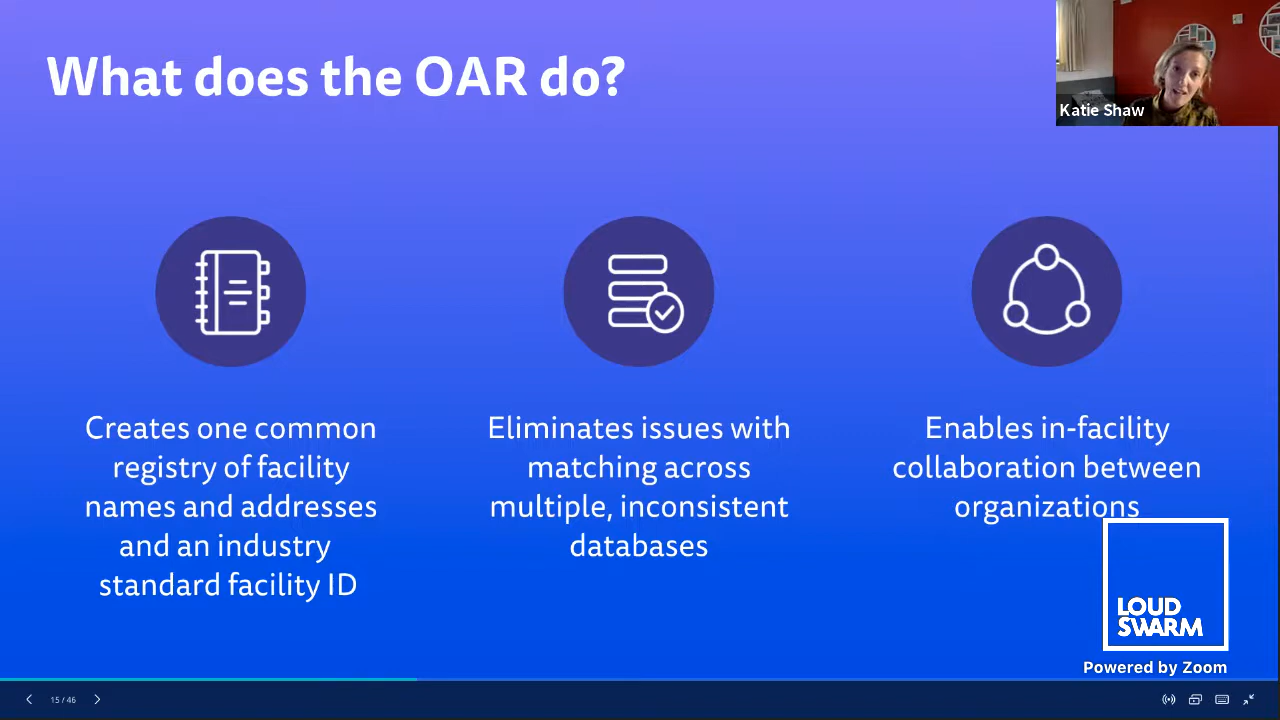 What does the OAR do?
Katie Shaw
Creates one common
registry of facility
names and addresses
and an industry
standard facility ID
Eliminates issues with
matching across
multiple, inconsistent
databases
Enables in-facility
collaboration between
organizations
LOUD
SWARM
Powered by Zoom
15 / 46